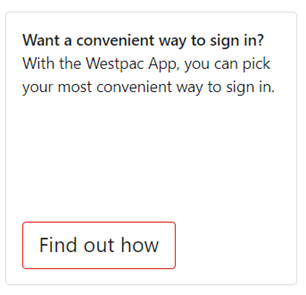 Want a convenient way to sign in?
With the Westpac App, you can pick
your most convenient way to sign in.
Find out how